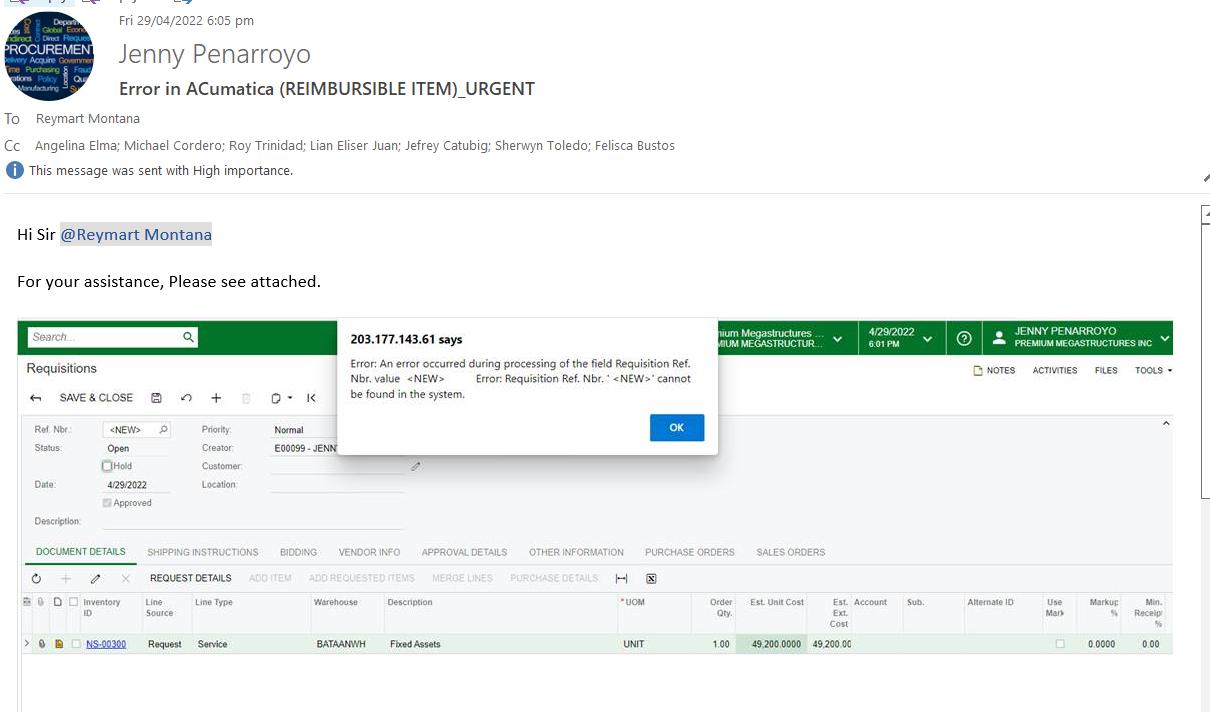 Fri 29/04/2022 6:05 pm
Jenny Penarroyo
Error in ACumatica (REIMBURSIBLE ITEM)_URGENT
To Reymart Montana
Cc Angelina Elma; Michael Cordero; Roy Trinidad; Lian Eliser Juan; Jefrey Catubig; Sherwyn Toledo; Felisca Bustos
This message was sent with High importance.
Hi Sir @Reymart Montana
For your assistance, Please see attached.
Search...
203.177.143.61 says
Error: An error occurred during processing of the field Requisition Ref.
Nbr. value <NEW> Error: Requisition Ref. Nbr. ' <NEW>' cannot
be found in the system.
OK
nium Megastructures ...
MIUM MEGASTRUCTUR...
4/29/2022
6:01 PM
JENNY PENARROYO
PREMIUM MEGASTRUCTURES INC
Requisitions
NOTES ACTIVITIES FILES TOOLS
SAVE & CLOSE
Ref. Nbr.: <NEW> Priority: Normal
Status: Open Creator: E00099 - JENN
Hold Customer:
Date: 4/29/2022 Location:
Approved
Description:
DOCUMENT DETAILS SHIPPING INSTRUCTIONS BIDDING VENDOR INFO APPROVAL DETAILS OTHER INFORMATION PURCHASE ORDERS SALES ORDERS
REQUEST DETAILS ADD ITEM ADD REQUESTED ITEMS MERGE LINES PURCHASE DETAILS
Inventory ID Line Source Line Type Warehouse Description *UOM Order Qty. Est. Unit Cost Est. Ext. Cost Account Sub. Alternate ID Use Mark Markup % Min. Receip %
NS-00300 Request Service BATAANWH Fixed Assets UNIT 1.00 49,200.0000 49,200.00 0.0000 0.00
PROCUREMENT